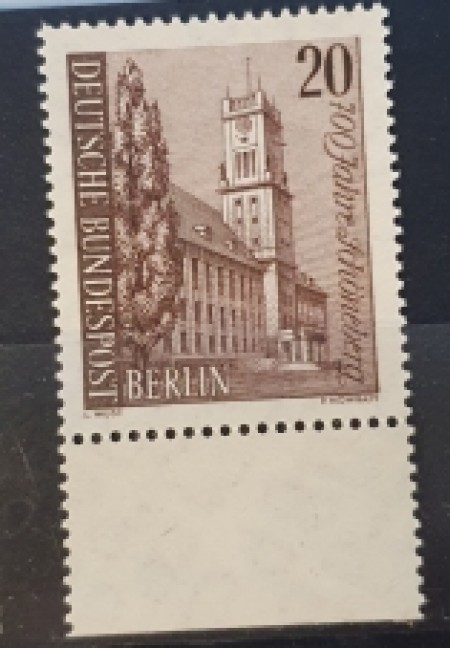 DEUTSCHE BUNDESPOST
20
700 Jahre Schöneberg
BERLIN